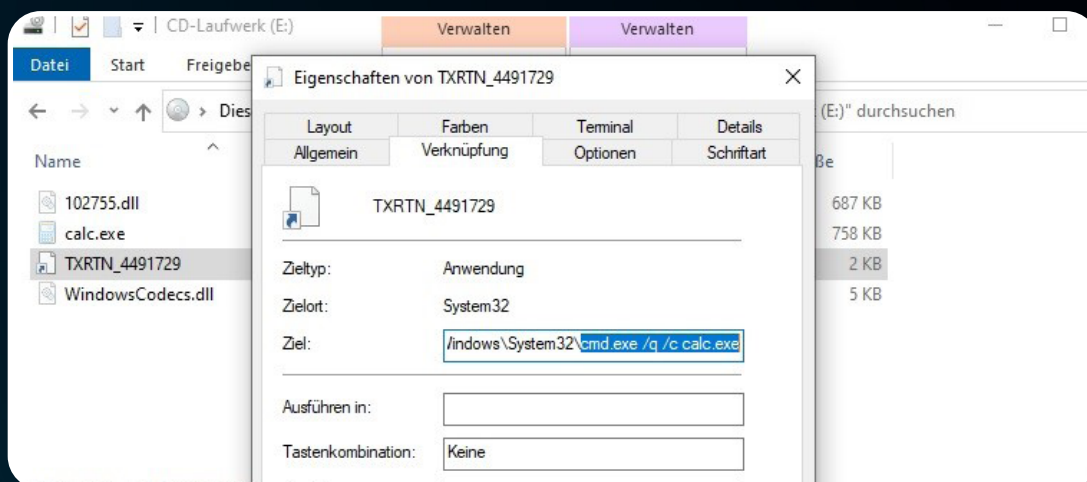 CD-Laufwerk (E:)
Verwalten
Verwalten
Datei
Start
Freigebe
Eigenschaften von TXRTN_4491729
Dies
(E:)" durchsuchen
Layout
Farben
Terminal
Details
Allgemein
Verknüpfung
Optionen
Schriftart
Name
ße
102755.dll
687 KB
calc.exe
758 KB
TXRTN_4491729
2 KB
WindowsCodecs.dll
5 KB
TXRTN_4491729
Zieltyp:
Anwendung
Zielort:
System32
Ziel:
indows\System32\cmd.exe /q /c calc.exe
Ausführen in:
Tastenkombination:
Keine